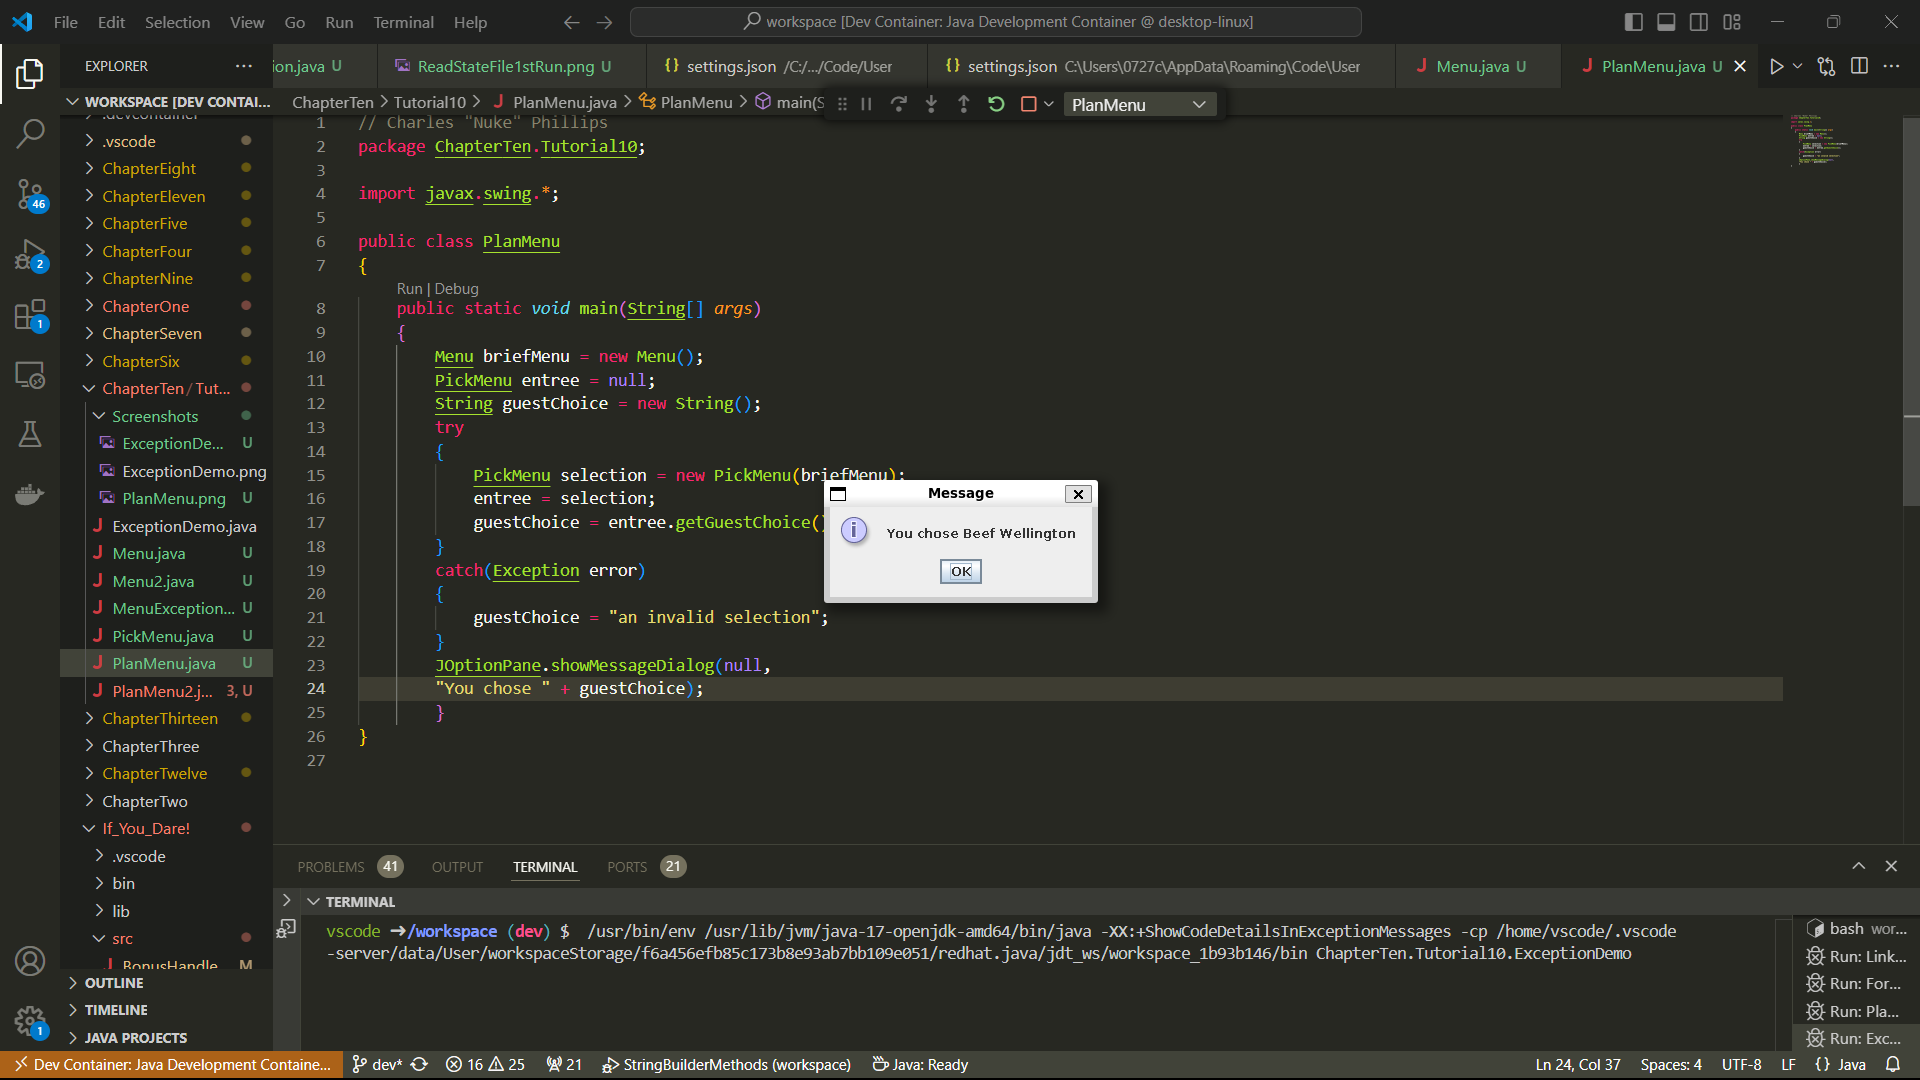 File Edit Selection View Go Run Terminal Help
workspace [Dev Container: Java Development Container @ desktop-linux]
EXPLORER
ion.java U
ReadStateFile1stRun.png U
settings.json /C:/.../Code/User
settings.json C:\Users\0727c\AppData\Roaming\Code\User
Menu.java U
PlanMenu.java U
WORKSPACE [DEV CONTAI...
ChapterTen > Tutorial10 > PlanMenu.java > PlanMenu > main(S
PlanMenu
.devcontainer
.vscode
ChapterEight
ChapterEleven
ChapterFive
ChapterFour
ChapterNine
ChapterOne
ChapterSeven
ChapterSix
ChapterTen / Tut...
Screenshots
ExceptionDe... U
ExceptionDemo.png
PlanMenu.png U
ExceptionDemo.java
Menu.java U
Menu2.java U
MenuException... U
PickMenu.java U
PlanMenu.java U
PlanMenu2.j... 3, U
ChapterThirteen
ChapterThree
ChapterTwelve
ChapterTwo
If_You_Dare!
.vscode
bin
lib
src
BonusHandle M
OUTLINE
TIMELINE
JAVA PROJECTS
46
2
1
1
1 // Charles "Nuke" Phillips
2 package ChapterTen.Tutorial10;
3
4 import javax.swing.*;
5
6 public class PlanMenu
7 {
Run | Debug
8 public static void main(String[] args)
9 {
10 Menu briefMenu = new Menu();
11 PickMenu entree = null;
12 String guestChoice = new String();
13 try
14 {
15 PickMenu selection = new PickMenu(briefMenu);
16 entree = selection;
17 guestChoice = entree.getGuestChoice()
18 }
19 catch(Exception error)
20 {
21 guestChoice = "an invalid selection";
22 }
23 JOptionPane.showMessageDialog(null,
24 "You chose " + guestChoice);
25 }
26 }
27
Message
You chose Beef Wellington
OK
PROBLEMS 41 OUTPUT TERMINAL PORTS 21
TERMINAL
vscode ➜/workspace (dev) $ /usr/bin/env /usr/lib/jvm/java-17-openjdk-amd64/bin/java -XX:+ShowCodeDetailsInExceptionMessages -cp /home/vscode/.vscode
-server/data/User/workspaceStorage/f6a456efb85c173b8e93ab7bb109e051/redhat.java/jdt_ws/workspace_1b93b146/bin ChapterTen.Tutorial10.ExceptionDemo
bash wor...
Run: Link...
Run: For...
Run: Pla...
Run: Exc...
Dev Container: Java Development Containe... dev* 16 25 21 StringBuilderMethods (workspace) Java: Ready Ln 24, Col 37 Spaces: 4 UTF-8 LF {} Java